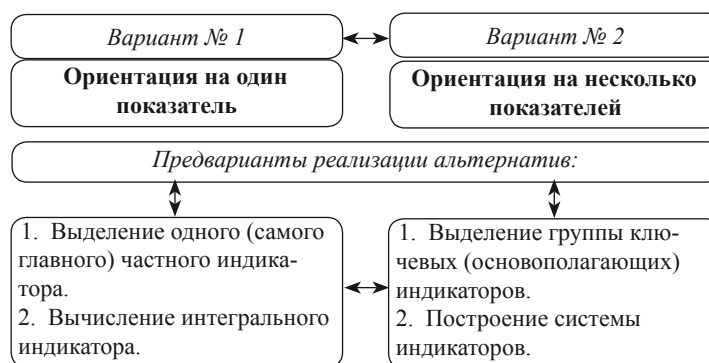 Вариант № 1
Вариант № 2
Ориентация на один
показатель
Ориентация на несколько
показателей
Предварианты реализации альтернатив:
1. Выделение одного (самого
главного) частного индика-
тора.
2. Вычисление интегрального
индикатора.
1. Выделение группы клю-
чевых (основополагающих)
индикаторов.
2. Построение системы
индикаторов.